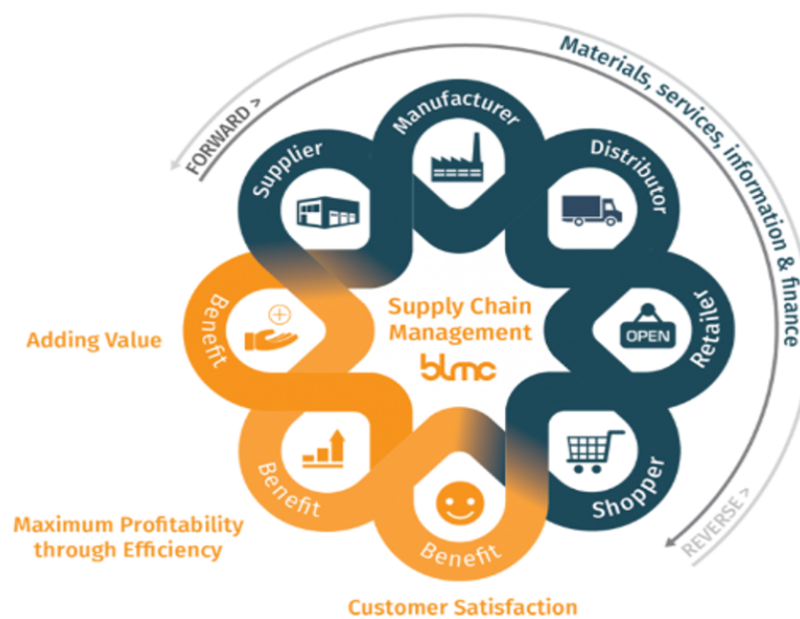 Materials, services, information & finance
FORWARD >
Manufacturer
Supplier
Distributor
Benefit
Supply Chain
Management
blmc
OPEN
Retailer
Adding Value
Benefit
Shopper
REVERSE >
Maximum Profitability
through Efficiency
Benefit
Customer Satisfaction